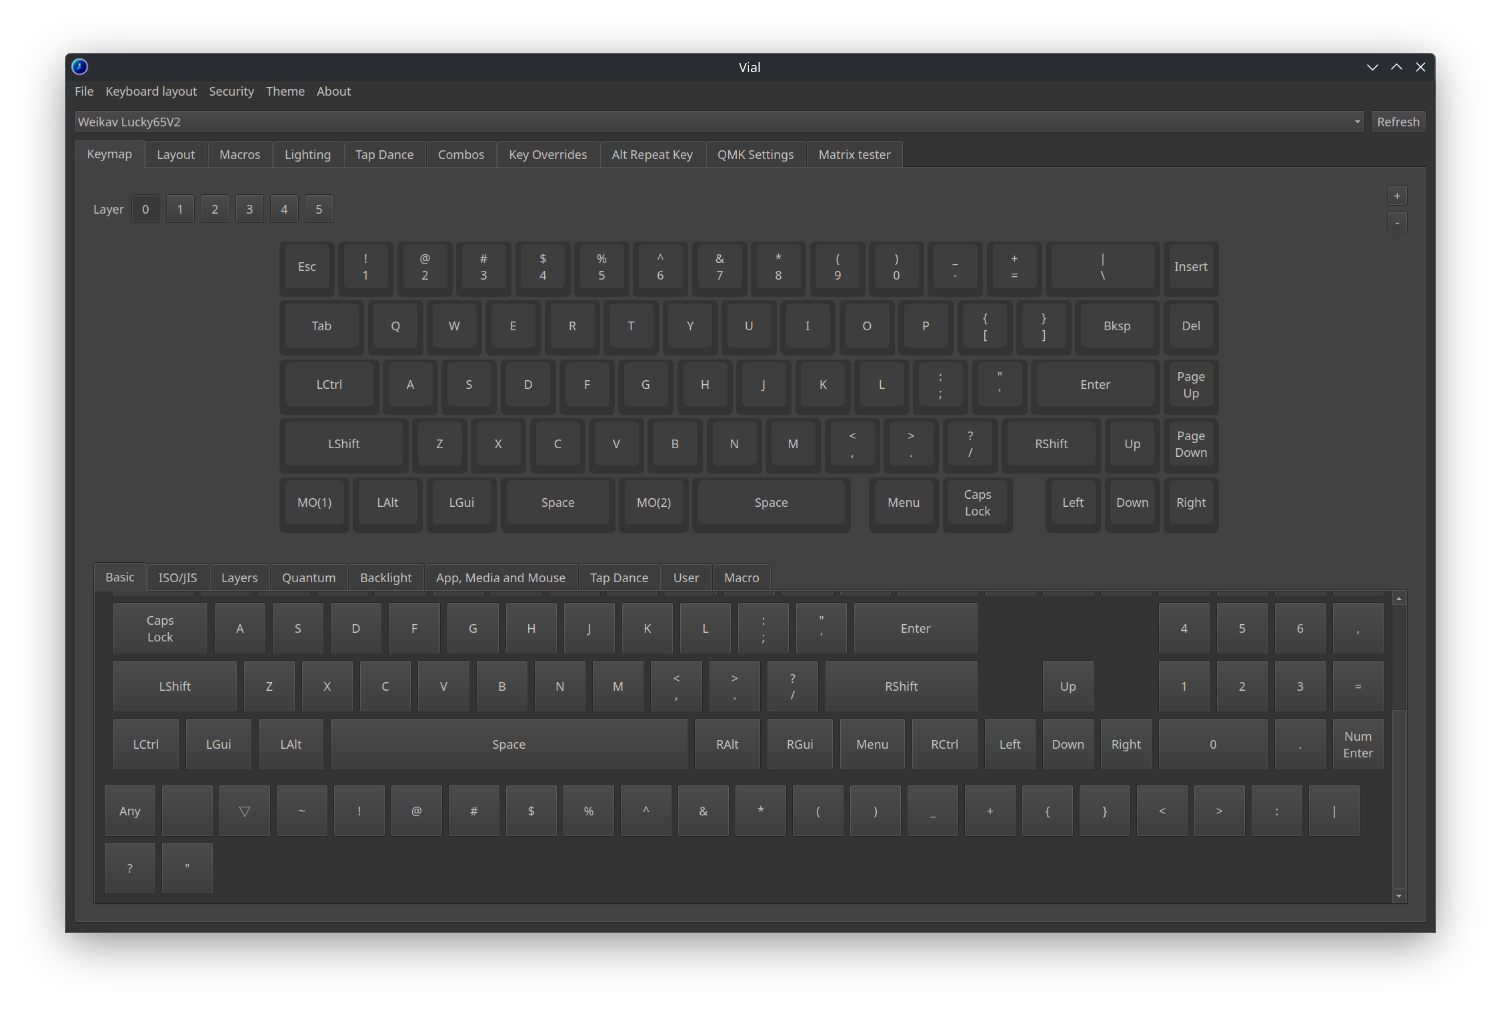 Vial
File Keyboard layout Security Theme About
Weikav Lucky65V2 Refresh
Keymap Layout Macros Lighting Tap Dance Combos Key Overrides Alt Repeat Key QMK Settings Matrix tester
+
Layer 0 1 2 3 4 5
-
! @ # $ % ^ & * ( ) _ + |
Esc 1 2 3 4 5 6 7 8 9 0 - = \ Insert
{ }
Tab Q W E R T Y U I O P [ ] Bksp Del
: " Page
LCtrl A S D F G H J K L ; ' Enter Up
< > ? Page
LShift Z X C V B N M , . / RShift Up Down
MO(1) LAlt LGui Space MO(2) Space Menu Caps Lock Left Down Right
Basic ISO/JIS Layers Quantum Backlight App, Media and Mouse Tap Dance User Macro
Caps : "
Lock A S D F G H J K L ; ' Enter 4 5 6 ,
< > ?
LShift Z X C V B N M , . / RShift Up 1 2 3 =
LCtrl LGui LAlt Space RAlt RGui Menu RCtrl Left Down Right 0 . Num Enter
Any ▽ ~ ! @ # $ % ^ & * ( ) _ + { } < > : |
? "